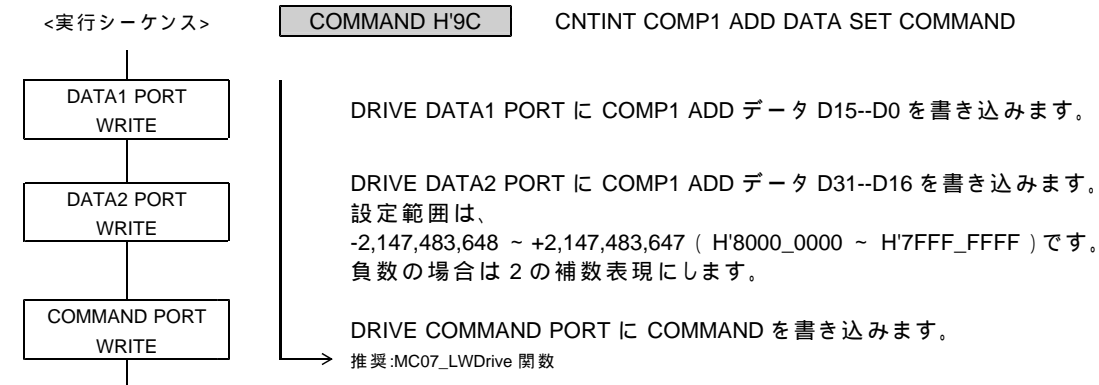 <実行シーケンス>
COMMAND H'9C
CNTINT COMP1 ADD DATA SET COMMAND
DATA1 PORT
WRITE
DRIVE DATA1 PORT に COMP1 ADD データ D15--D0 を書き込みます。
DATA2 PORT
WRITE
DRIVE DATA2 PORT に COMP1 ADD データ D31--D16 を書き込みます。
設定範囲は、
-2,147,483,648 ~ +2,147,483,647 ( H'8000_0000 ~ H'7FFF_FFFF )です。
負数の場合は 2 の補数表現にします。
COMMAND PORT
WRITE
DRIVE COMMAND PORT に COMMAND を書き込みます。
推奨:MC07_LWDrive 関数